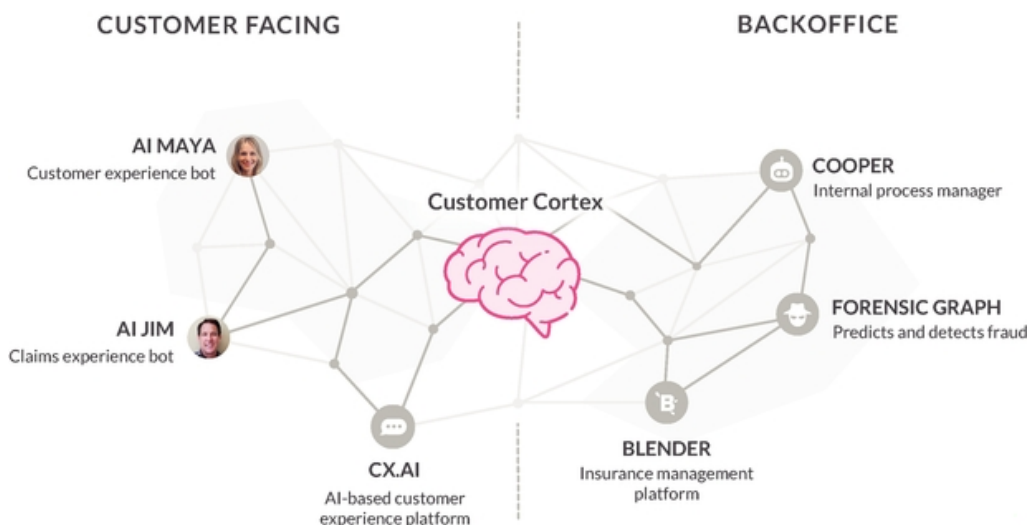 CUSTOMER FACING
BACKOFFICE
AI MAYA
Customer experience bot
COOPER
Internal process manager
Customer Cortex
AI JIM
Claims experience bot
FORENSIC GRAPH
Predicts and detects fraud
B
CX.AI
AI-based customer
experience platform
BLENDER
Insurance management
platform